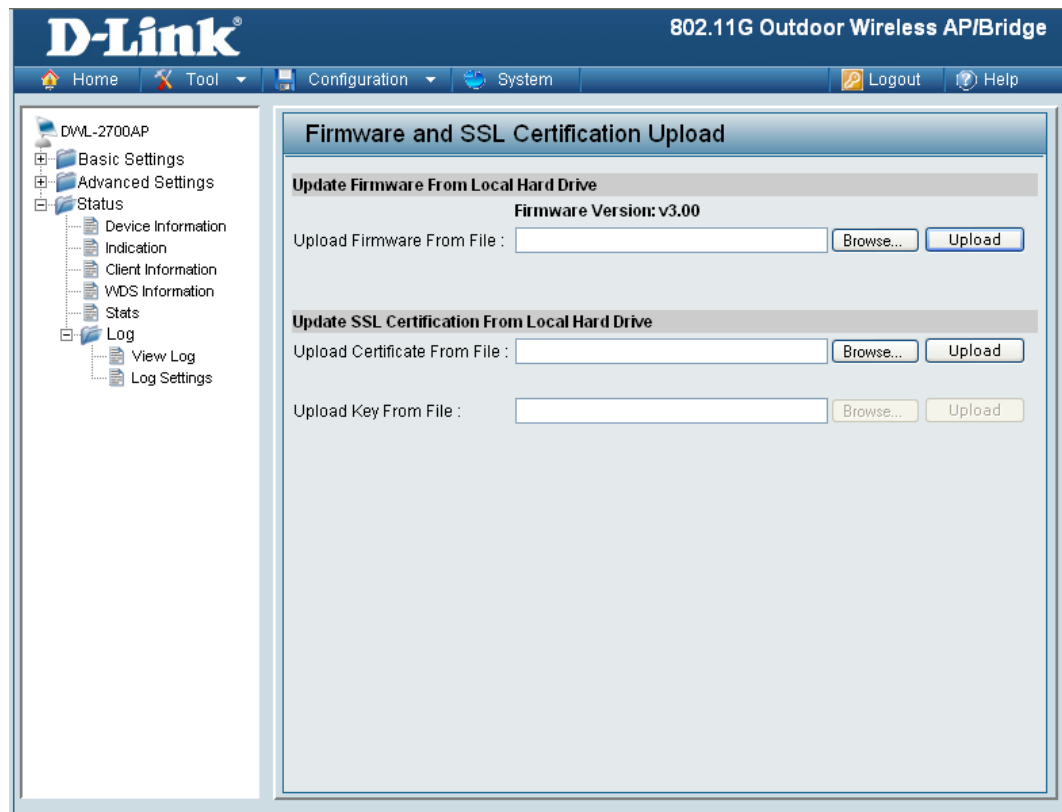 D-Link®
802.11G Outdoor Wireless AP/Bridge
Home
Tool
Configuration
System
Logout
Help
DWL-2700AP
Basic Settings
Advanced Settings
Status
Device Information
Indication
Client Information
WDS Information
Stats
Log
View Log
Log Settings
Firmware and SSL Certification Upload
Update Firmware From Local Hard Drive
Firmware Version: v3.00
Upload Firmware From File :
Browse...
Upload
Update SSL Certification From Local Hard Drive
Upload Certificate From File :
Browse...
Upload
Upload Key From File :
Browse...
Upload